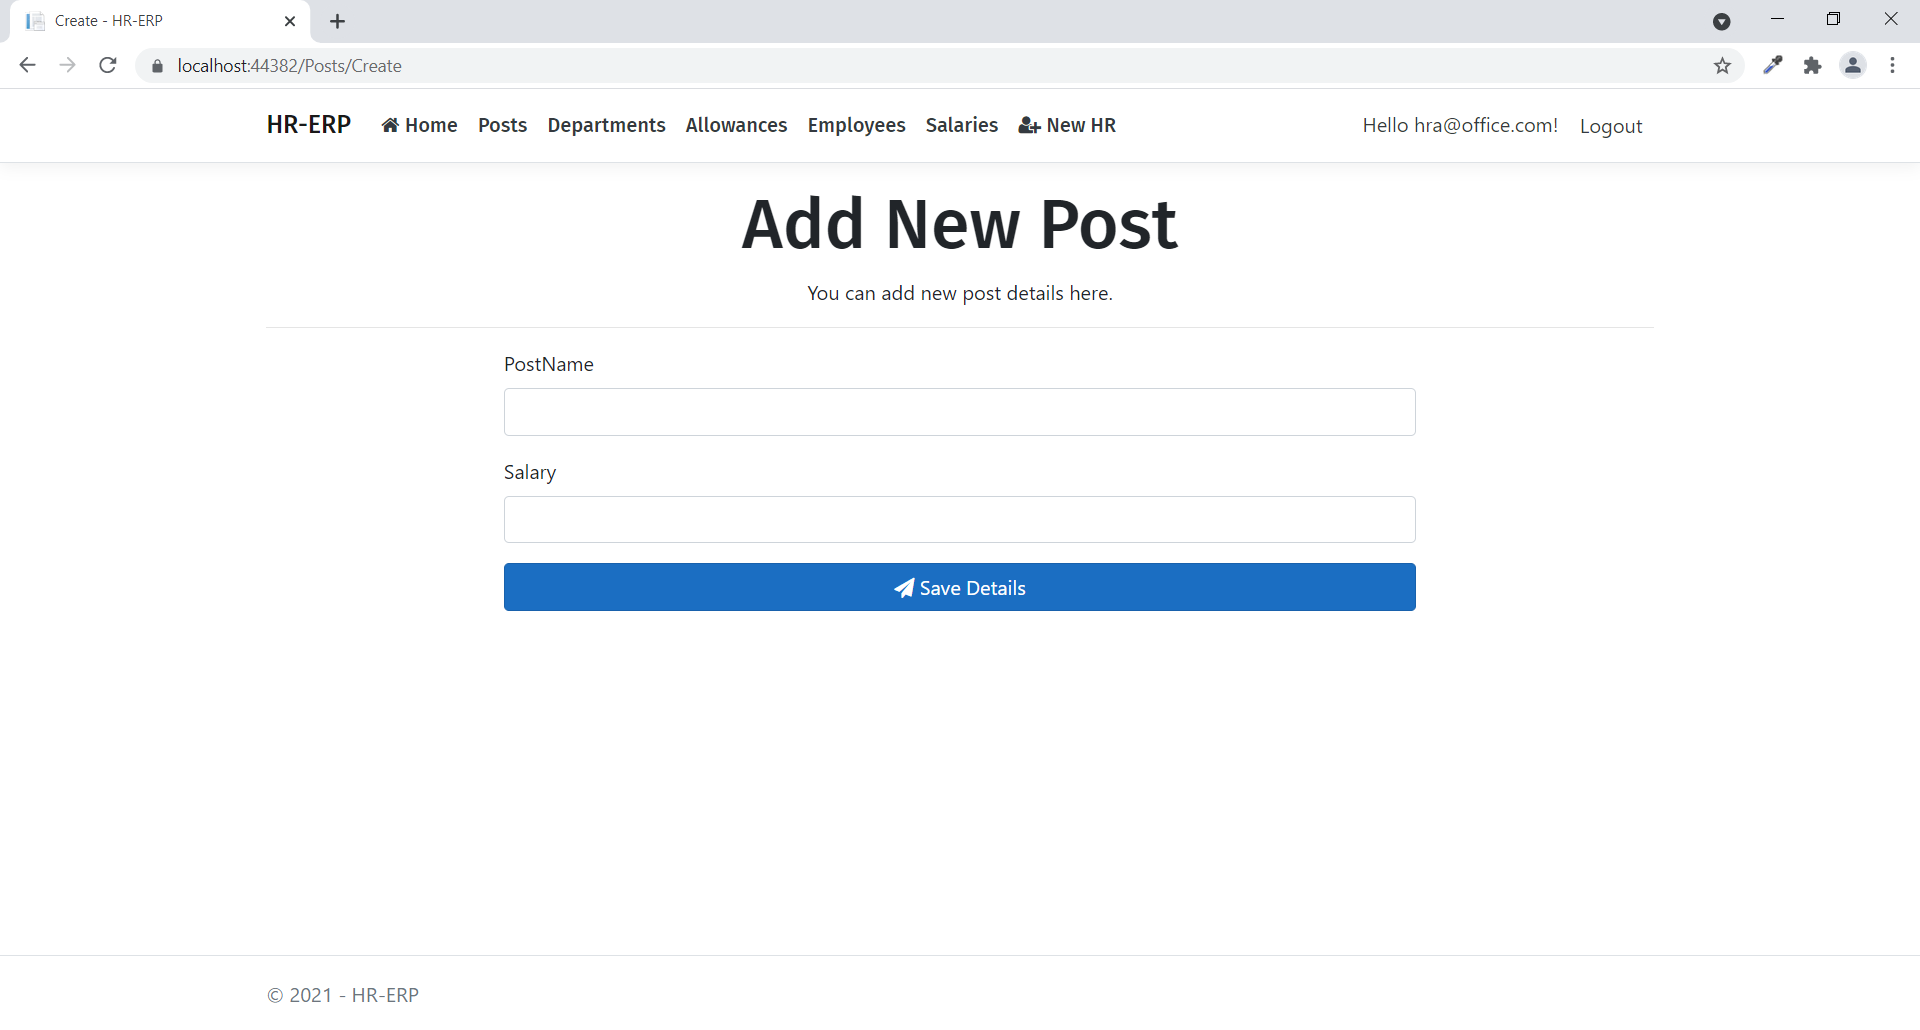 Create - HR-ERP
localhost:44382/Posts/Create
HR-ERP Home Posts Departments Allowances Employees Salaries New HR Hello hra@office.com! Logout
Add New Post
You can add new post details here.
PostName
Salary
Save Details
© 2021 - HR-ERP